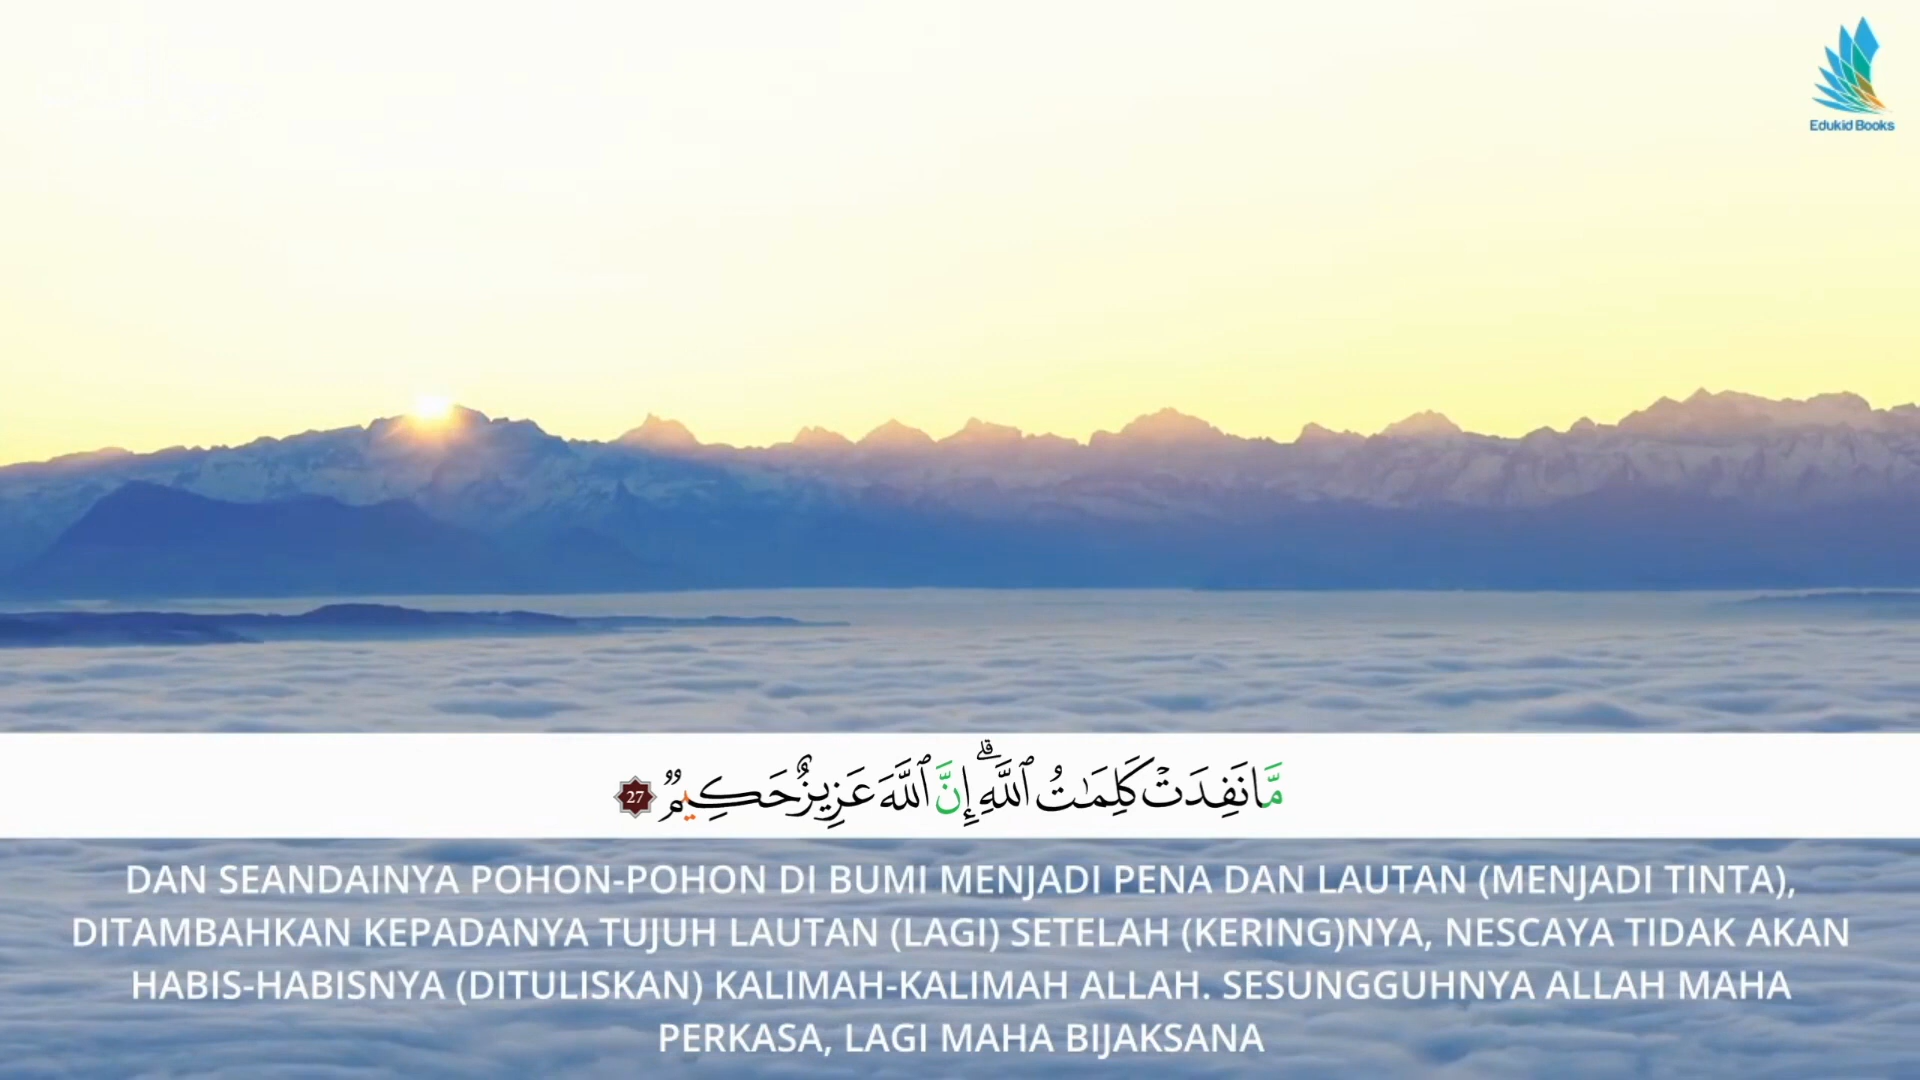 Edukid Books
مَّا نَفِدَتْ كَلِمَٰتُ ٱللَّهِ ۗ إِنَّ ٱللَّهَ عَزِيزٌ حَكِيمٌ 27
DAN SEANDAINYA POHON-POHON DI BUMI MENJADI PENA DAN LAUTAN (MENJADI TINTA),
DITAMBAHKAN KEPADANYA TUJUH LAUTAN (LAGI) SETELAH (KERING)NYA, NESCAYA TIDAK AKAN
HABIS-HABISNYA (DITULISKAN) KALIMAH-KALIMAH ALLAH. SESUNGGUHNYA ALLAH MAHA
PERKASA, LAGI MAHA BIJAKSANA